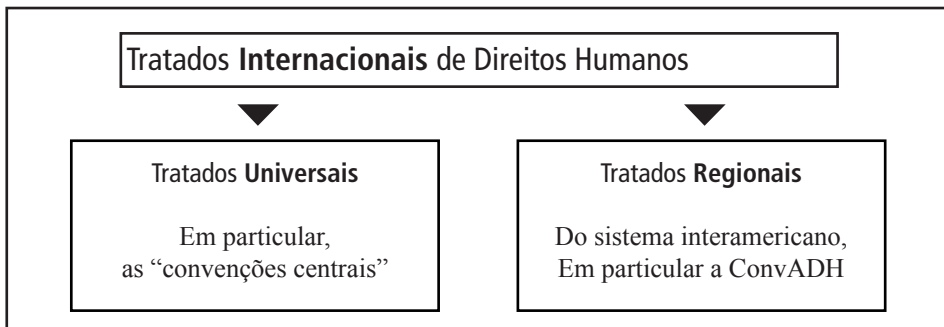 Tratados Internacionais de Direitos Humanos
Tratados Universais
Em particular,
as “convenções centrais”
Tratados Regionais
Do sistema interamericano,
Em particular a ConvADH